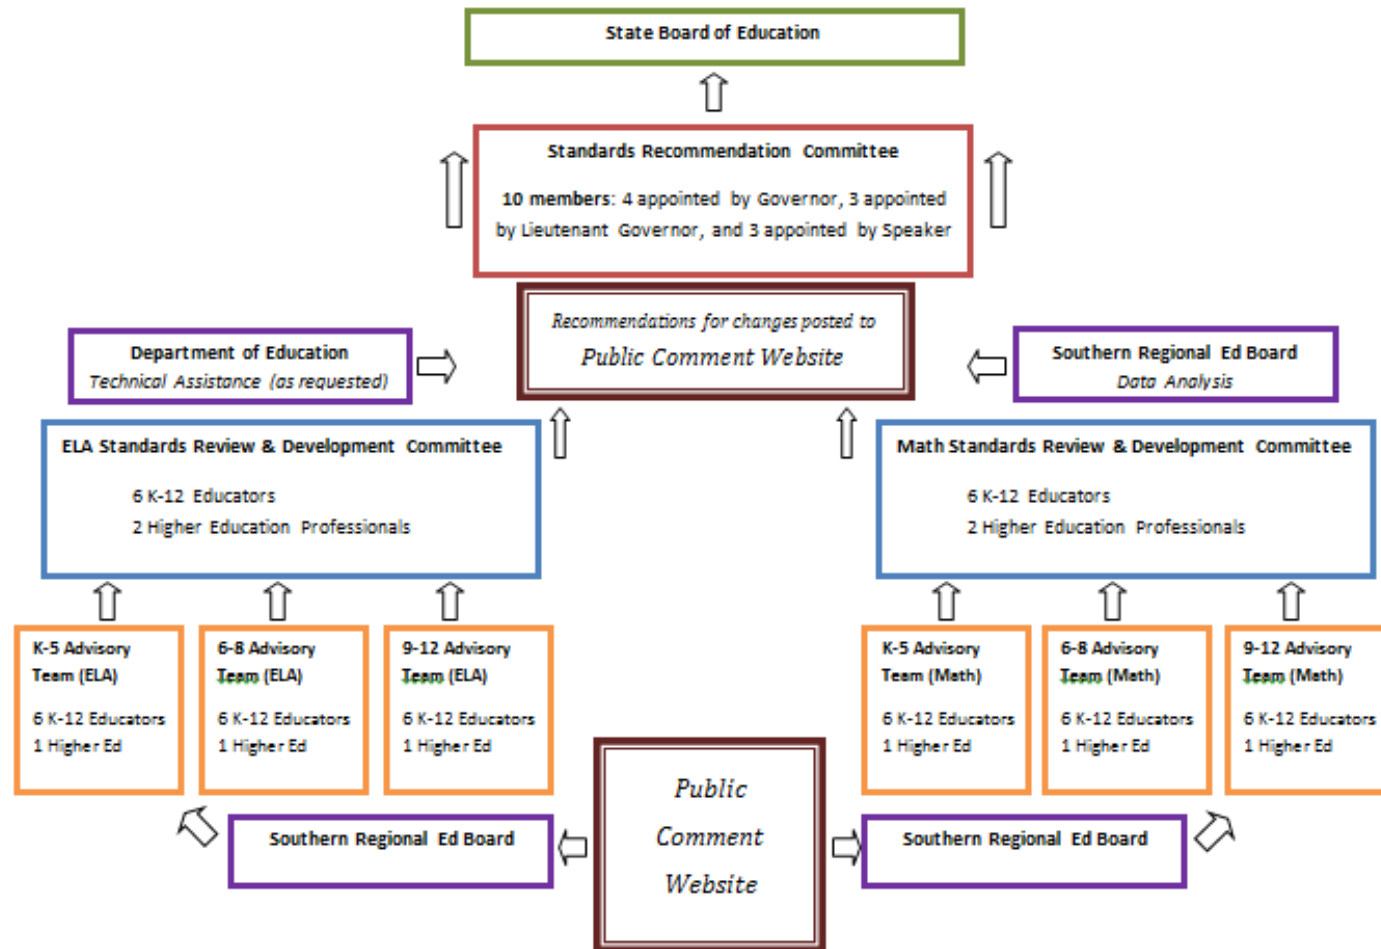 State Board of Education
Standards Recommendation Committee
10 members: 4 appointed by Governor, 3 appointed
by Lieutenant Governor, and 3 appointed by Speaker
Recommendations for changes posted to
Public Comment Website
Department of Education
Technical Assistance (as requested)
Southern Regional Ed Board
Data Analysis
ELA Standards Review & Development Committee
6 K-12 Educators
2 Higher Education Professionals
Math Standards Review & Development Committee
6 K-12 Educators
2 Higher Education Professionals
K-5 Advisory
Team (ELA)
6 K-12 Educators
1 Higher Ed
6-8 Advisory
Team (ELA)
6 K-12 Educators
1 Higher Ed
9-12 Advisory
Team (ELA)
6 K-12 Educators
1 Higher Ed
K-5 Advisory
Team (Math)
6 K-12 Educators
1 Higher Ed
6-8 Advisory
Team (Math)
6 K-12 Educators
1 Higher Ed
9-12 Advisory
Team (Math)
6 K-12 Educators
1 Higher Ed
Southern Regional Ed Board
Public
Comment
Website
Southern Regional Ed Board